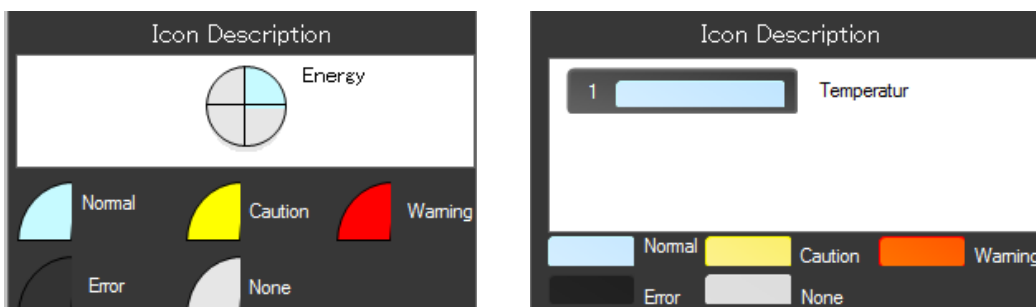 Icon Description
Energy
Normal
Caution
Warning
Error
None
Icon Description
1
Temperatur
Normal
Caution
Warning
Error
None